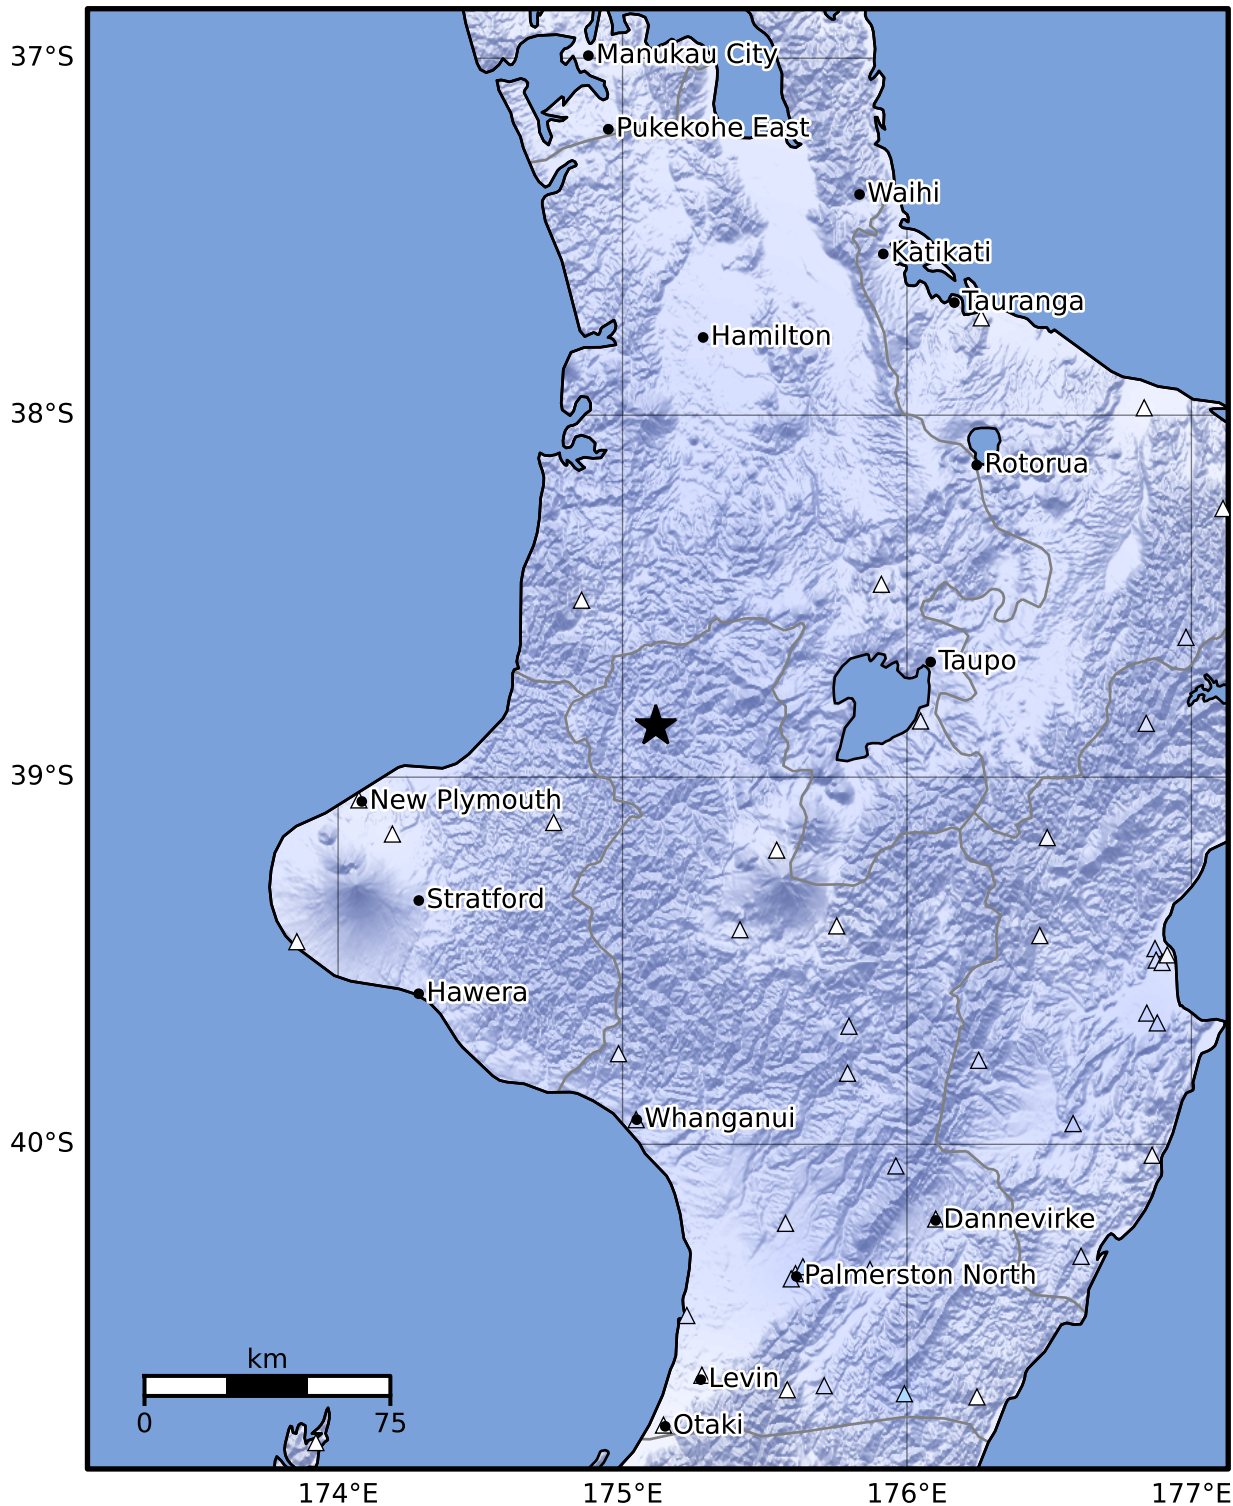 37°S
Manukau City
Pukekohe East
Waihi
Katikati
Tauranga
Hamilton
38°S
Rotorua
Taupo
39°S
New Plymouth
Stratford
Hawera
Whanganui
40°S
Dannevirke
Palmerston North
km
0
75
Levin
Otaki
174°E
175°E
176°E
177°E